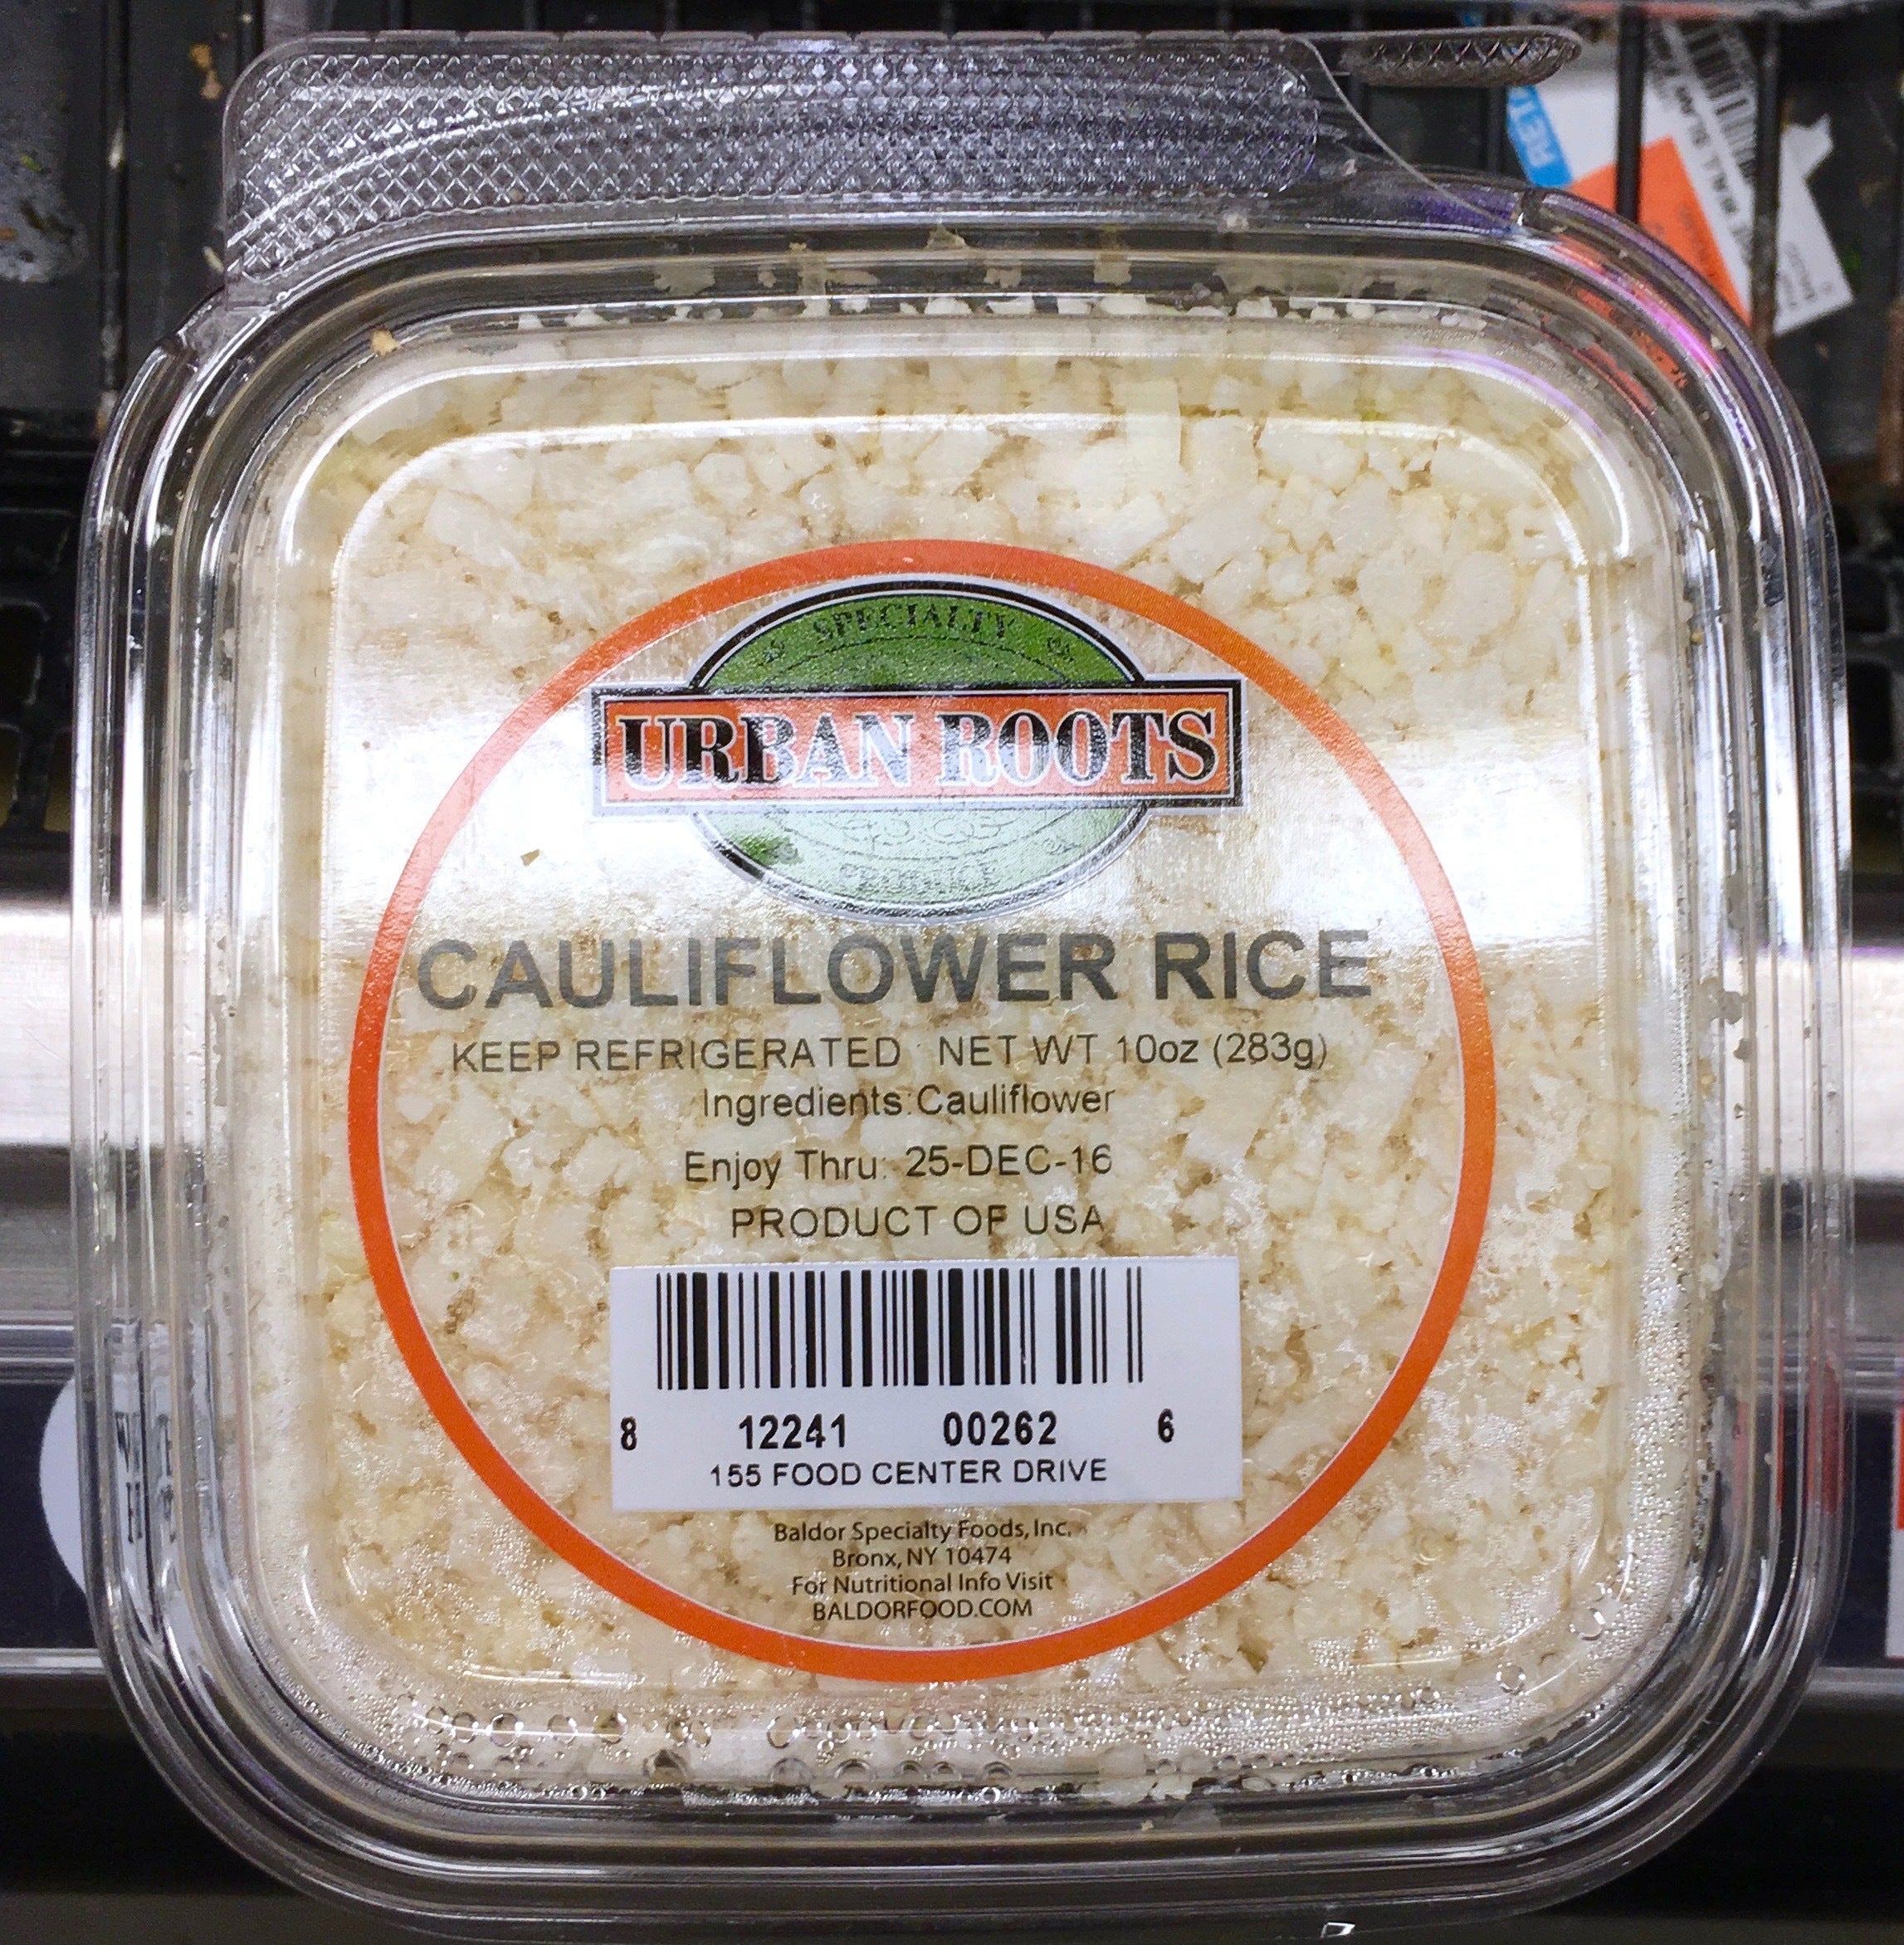 SPECIALTY
URBAN ROOTS
PRODUCE
CAULIFLOWER RICE
KEEP REFRIGERATED NET WT 10oz (283g)
Ingredients: Cauliflower
Enjoy Thru: 25-DEC-16
PRODUCT OF USA
8 12241 00262 6
155 FOOD CENTER DRIVE
Baldor Specialty Foods, Inc.
Bronx, NY 10474
For Nutritional Info Visit
BALDORFOOD.COM